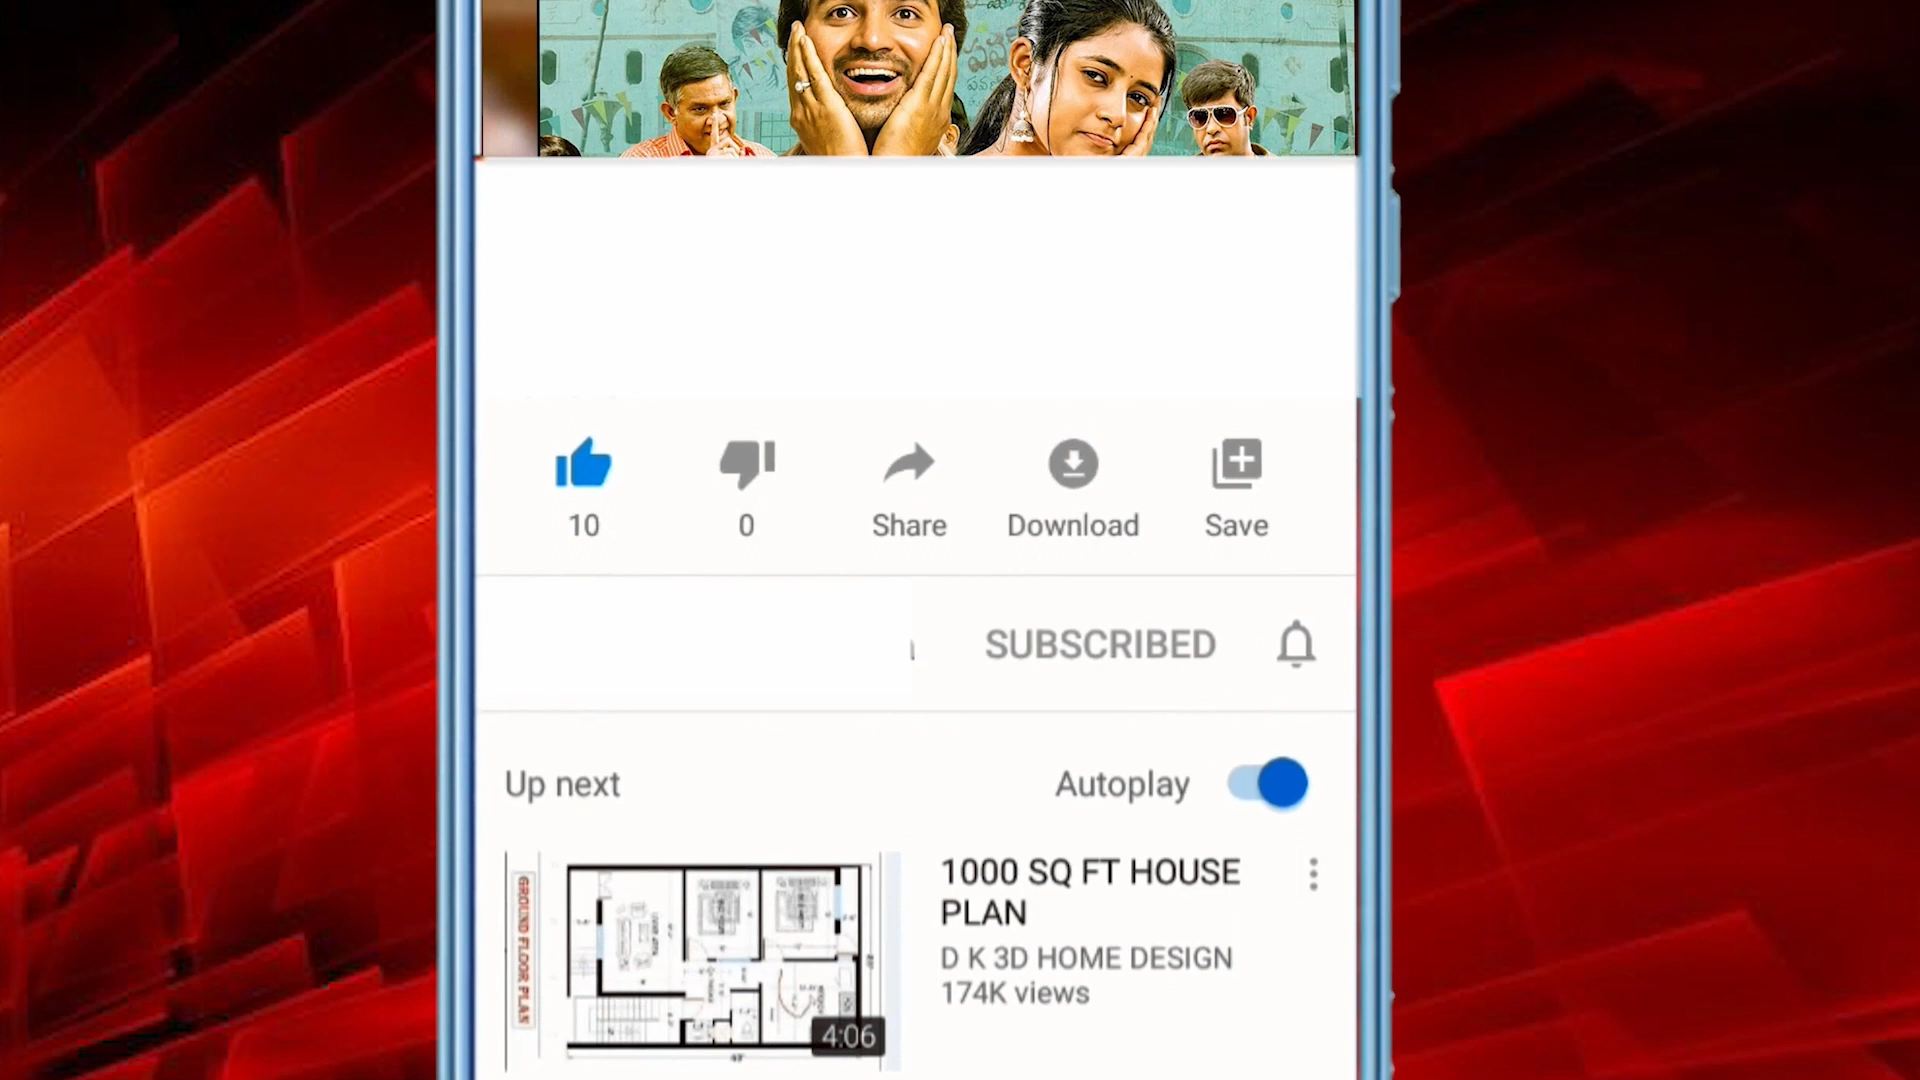 10
0
Share
Download
Save
SUBSCRIBED
Up next
Autoplay
1000 SQ FT HOUSE
PLAN
D K 3D HOME DESIGN
174K views
GROUND FLOOR PLAN
4:06